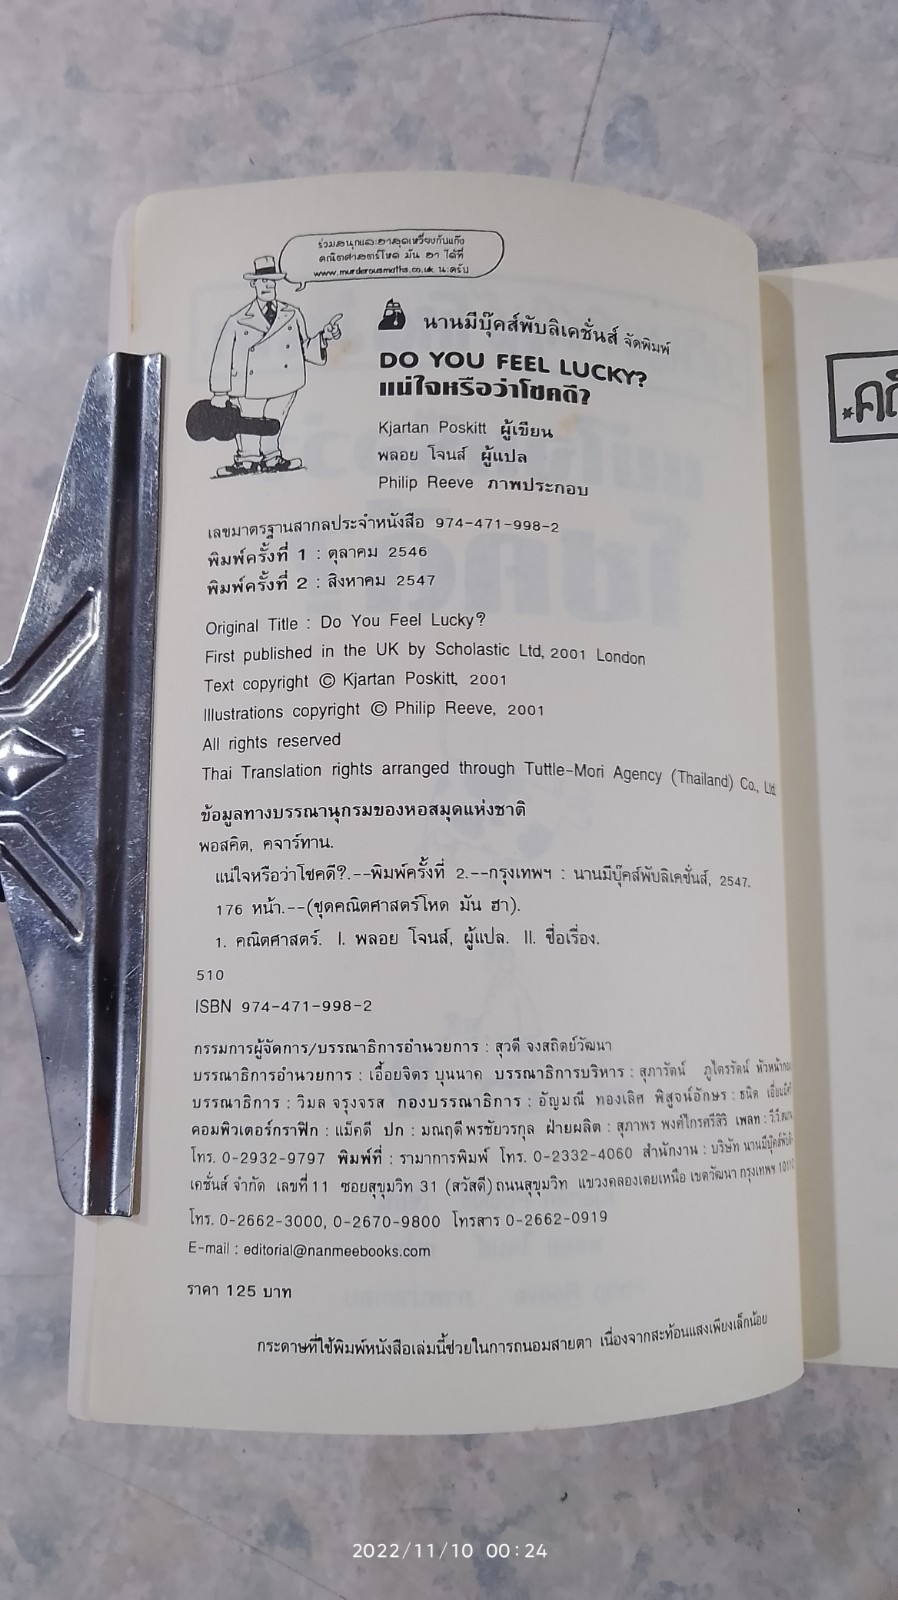 ร่วมสนุกและอาละวาดเหวี่ยงกับแก๊ง
คณิตศาสตร์โหด มัน ฮา ได้ที่
www.murderousmaths.co.uk นะครับ
นานมีบุ๊คส์พับลิเคชั่นส์ จัดพิมพ์
DO YOU FEEL LUCKY?
แน่ใจหรือว่าโชคดี?
Kjartan Poskitt ผู้เขียน
พลอย โจนส์ ผู้แปล
Philip Reeve ภาพประกอบ
เลขมาตรฐานสากลประจำหนังสือ 974-471-998-2
พิมพ์ครั้งที่ 1 : ตุลาคม 2546
พิมพ์ครั้งที่ 2 : สิงหาคม 2547
Original Title : Do You Feel Lucky?
First published in the UK by Scholastic Ltd, 2001 London
Text copyright © Kjartan Poskitt, 2001
Illustrations copyright © Philip Reeve, 2001
All rights reserved
Thai Translation rights arranged through Tuttle-Mori Agency (Thailand) Co., Ltd.
ข้อมูลทางบรรณานุกรมของหอสมุดแห่งชาติ
พอสคิต, คจาร์ทาน.
แน่ใจหรือว่าโชคดี?.--พิมพ์ครั้งที่ 2.--กรุงเทพฯ : นานมีบุ๊คส์พับลิเคชั่นส์, 2547.
176 หน้า.--(ชุดคณิตศาสตร์โหด มัน ฮา).
1. คณิตศาสตร์. I. พลอย โจนส์, ผู้แปล. II. ชื่อเรื่อง.
510
ISBN 974-471-998-2
กรรมการผู้จัดการ/บรรณาธิการอำนวยการ : สุวดี จงสถิตย์วัฒนา
บรรณาธิการอำนวยการ : เอื้อยจิตร บุนนาค บรรณาธิการบริหาร : สุภารัตน์ ภูไตรรัตน์
บรรณาธิการ : วิมล จรุงจรส กองบรรณาธิการ : อัญมณี ทองเลิศ พิสูจน์อักษร : ธนิด
คอมพิวเตอร์กราฟิก : แม็คดี ปก : มณฤดี พรชัยวรกุล ฝ่ายผลิต : สุภาพร พงศ์ไกรศรีสิริ เพลท :
โทร. 0-2932-9797 พิมพ์ที่ : รามาการพิมพ์ โทร. 0-2332-4060 สำนักงาน : บริษัท นานมีบุ๊คส์พับลิ
เคชั่นส์ จำกัด เลขที่ 11 ซอยสุขุมวิท 31 (สวัสดี) ถนนสุขุมวิท แขวงคลองเตยเหนือ เขตวัฒนา กรุงเทพฯ
โทร. 0-2662-3000, 0-2670-9800 โทรสาร 0-2662-0919
E-mail : editorial@nanmeebooks.com
ราคา 125 บาท
กระดาษที่ใช้พิมพ์หนังสือเล่มนี้ช่วยในการถนอมสายตา เนื่องจากสะท้อนแสงเพียงเล็กน้อย
2022/11/10 00:24